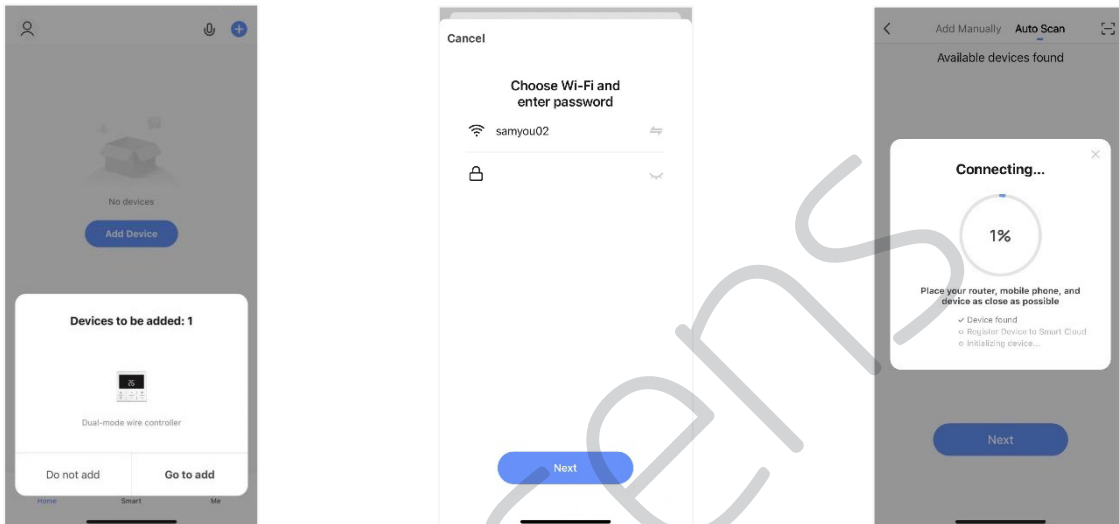 No devices
Add Device
Devices to be added: 1
26
Dual-mode wire controller
Do not add
Go to add
Home
Smart
Me
Cancel
Choose Wi-Fi and
enter password
samyou02
Next
Add Manually
Auto Scan
Available devices found
Connecting...
1%
Place your router, mobile phone, and
device as close as possible
Device found
Register Device to Smart Cloud
Initializing device...
Next